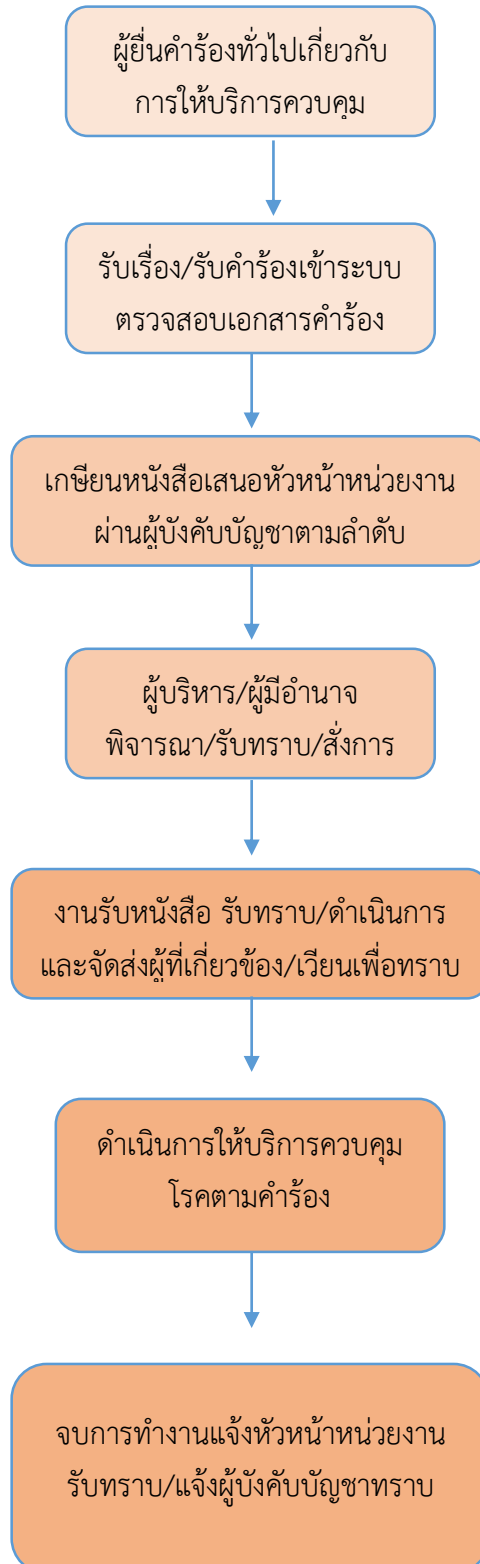 ผู้ยื่นคำร้องทั่วไปเกี่ยวกับ
การให้บริการควบคุม
รับเรื่อง/รับคำร้องเข้าระบบ
ตรวจสอบเอกสารคำร้อง
เกษียนหนังสือเสนอหัวหน้าหน่วยงาน
ผ่านผู้บังคับบัญชาตามลำดับ
ผู้บริหาร/ผู้มีอำนาจ
พิจารณา/รับทราบ/สั่งการ
งานรับหนังสือ รับทราบ/ดำเนินการ
และจัดส่งผู้ที่เกี่ยวข้อง/เวียนเพื่อทราบ
ดำเนินการให้บริการควบคุม
โรคตามคำร้อง
จบการทำงานแจ้งหัวหน้าหน่วยงาน
รับทราบ/แจ้งผู้บังคับบัญชาทราบ